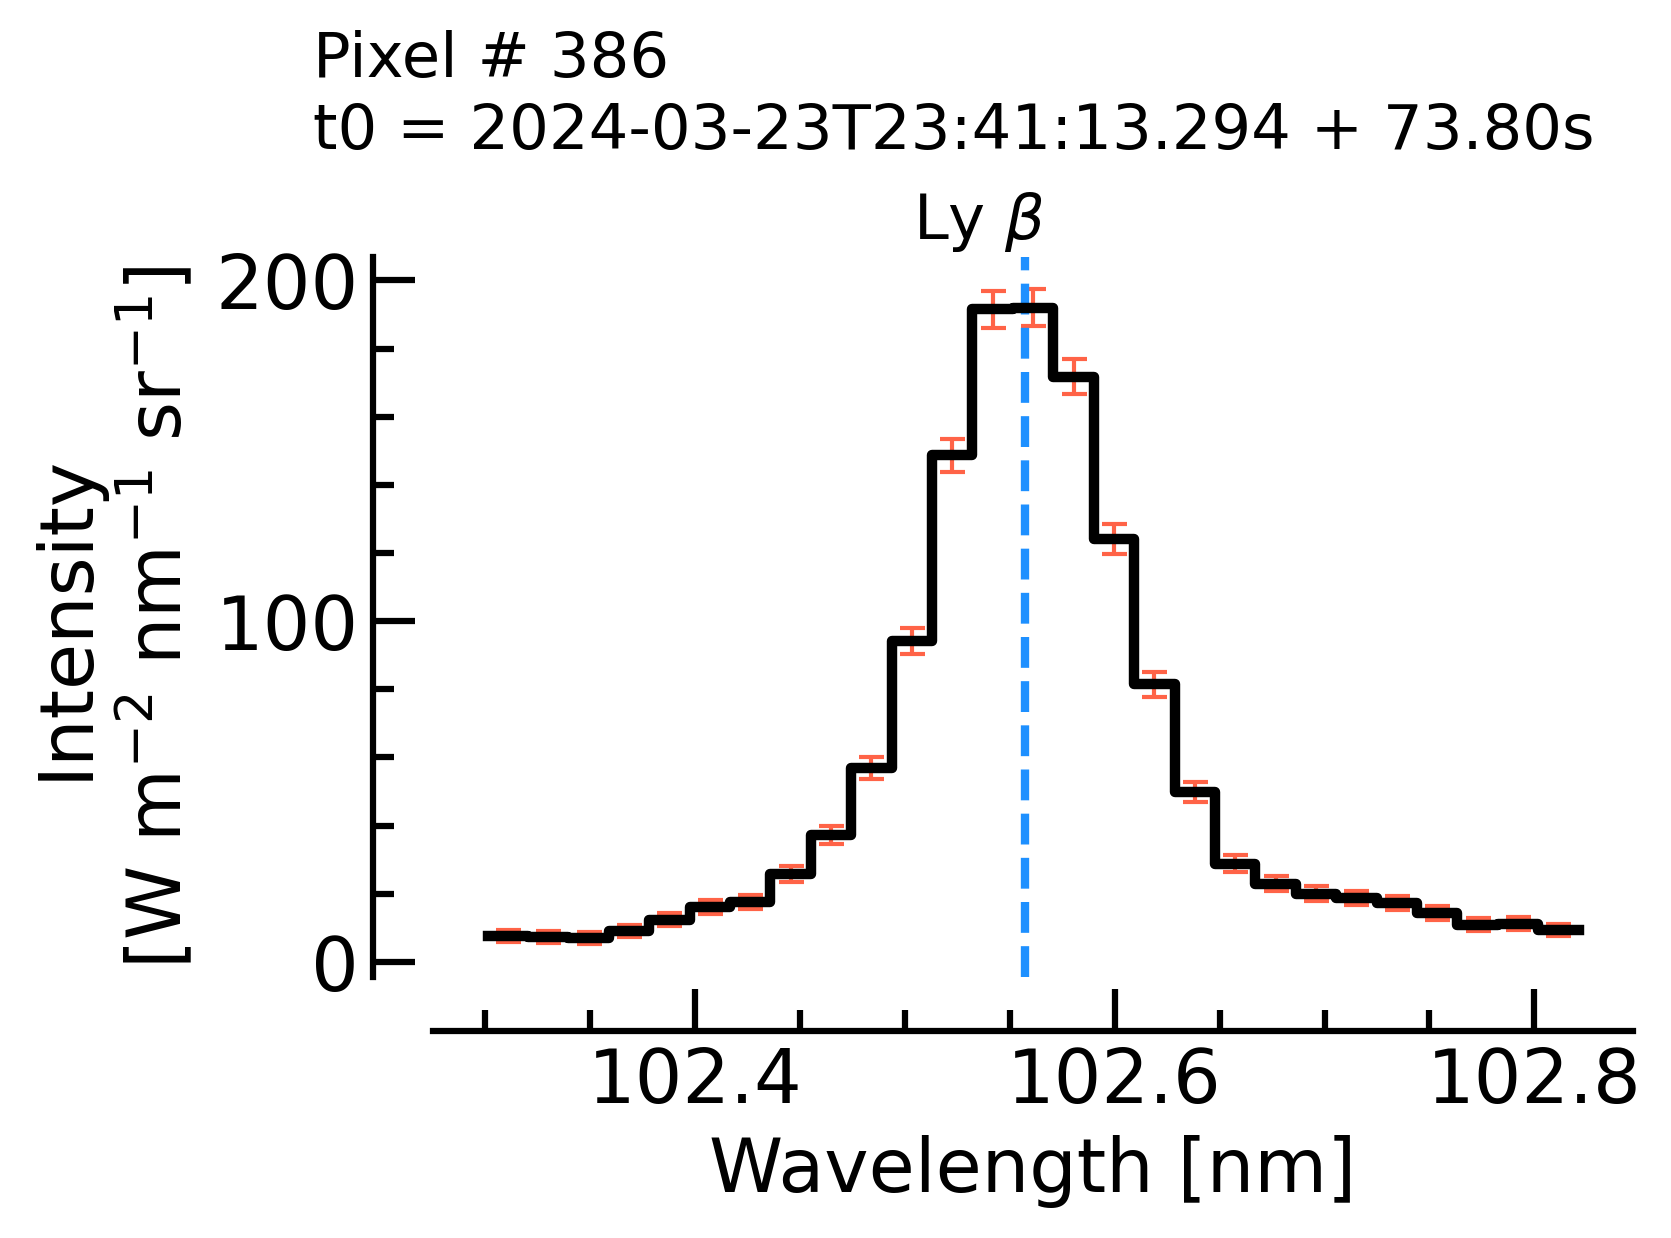 Pixel # 386
t0 = 2024-03-23T23:41:13.294 + 73.80s
Ly β
Intensity
[W m⁻² nm⁻¹ sr⁻¹]
200
100
0
102.4 102.6 102.8
Wavelength [nm]